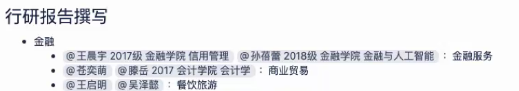 行研报告撰写
金融
@王晨宇 2017级 金融学院 信用管理 @孙蓓蕾 2018级 金融学院 金融与人工智能 ：金融服务
@苍奕萌 @滕岳 2017 会计学院 会计学 ：商业贸易
@王启明 @吴泽懿 ：餐饮旅游